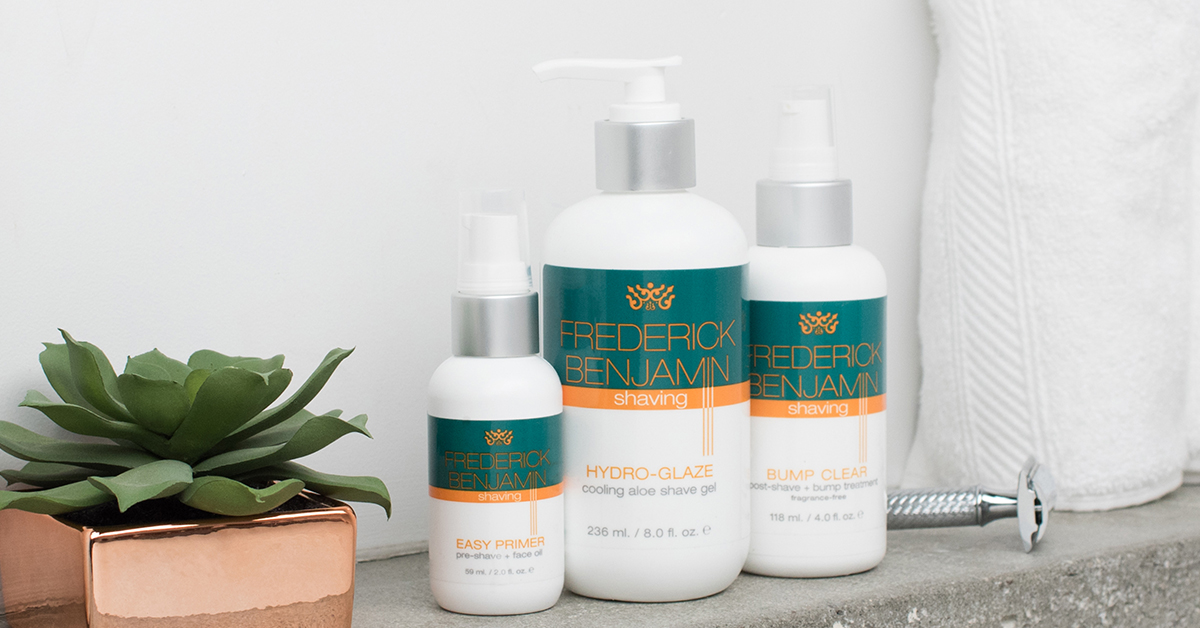 FREDERICK
BENJAMIN
shaving
EASY PRIMER
pre-shave + face oil
59 ml. / 2.0 fl. oz. ℮
FREDERICK
BENJAMIN
shaving
HYDRO-GLAZE
cooling aloe shave gel
236 ml. / 8.0 fl. oz. ℮
FREDERICK
BENJAMIN
shaving
BUMP CLEAR
post-shave + bump treatment
fragrance-free
118 ml. / 4.0 fl. oz. ℮